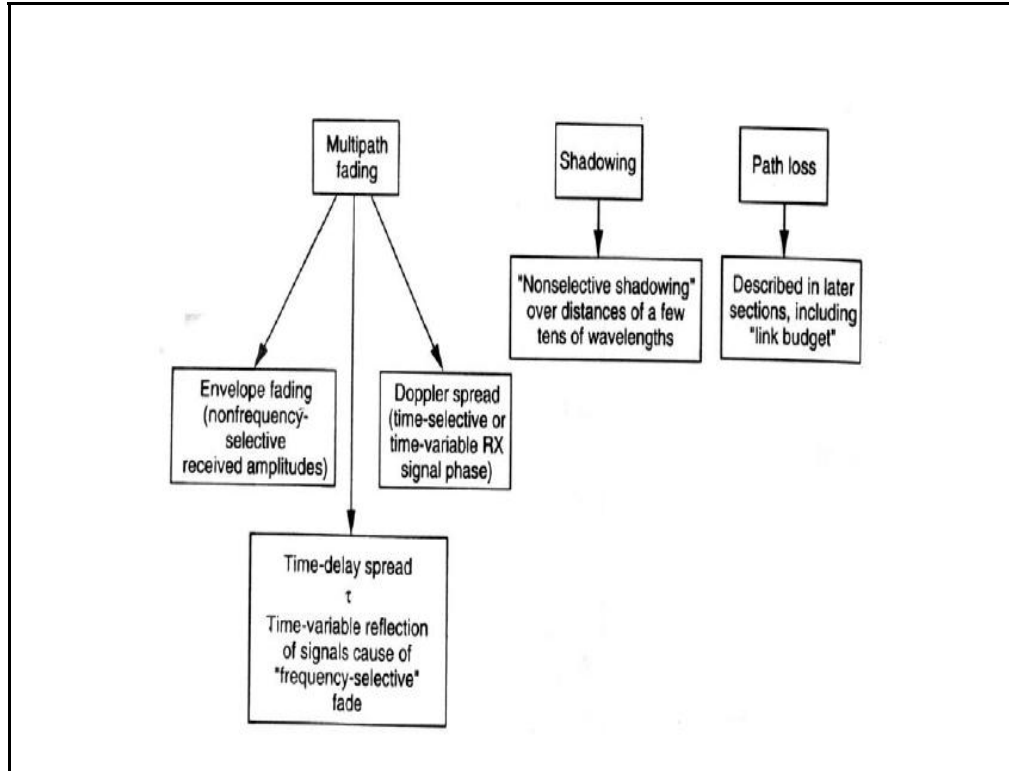 Multipath
fading
Shadowing
Path loss
"Nonselective shadowing"
over distances of a few
tens of wavelengths
Described in later
sections, including
"link budget"
Envelope fading
(nonfrequency-
selective
received amplitudes)
Doppler spread
(time-selective or
time-variable RX
signal phase)
Time-delay spread
τ
Time-variable reflection
of signals cause of
"frequency-selective"
fade